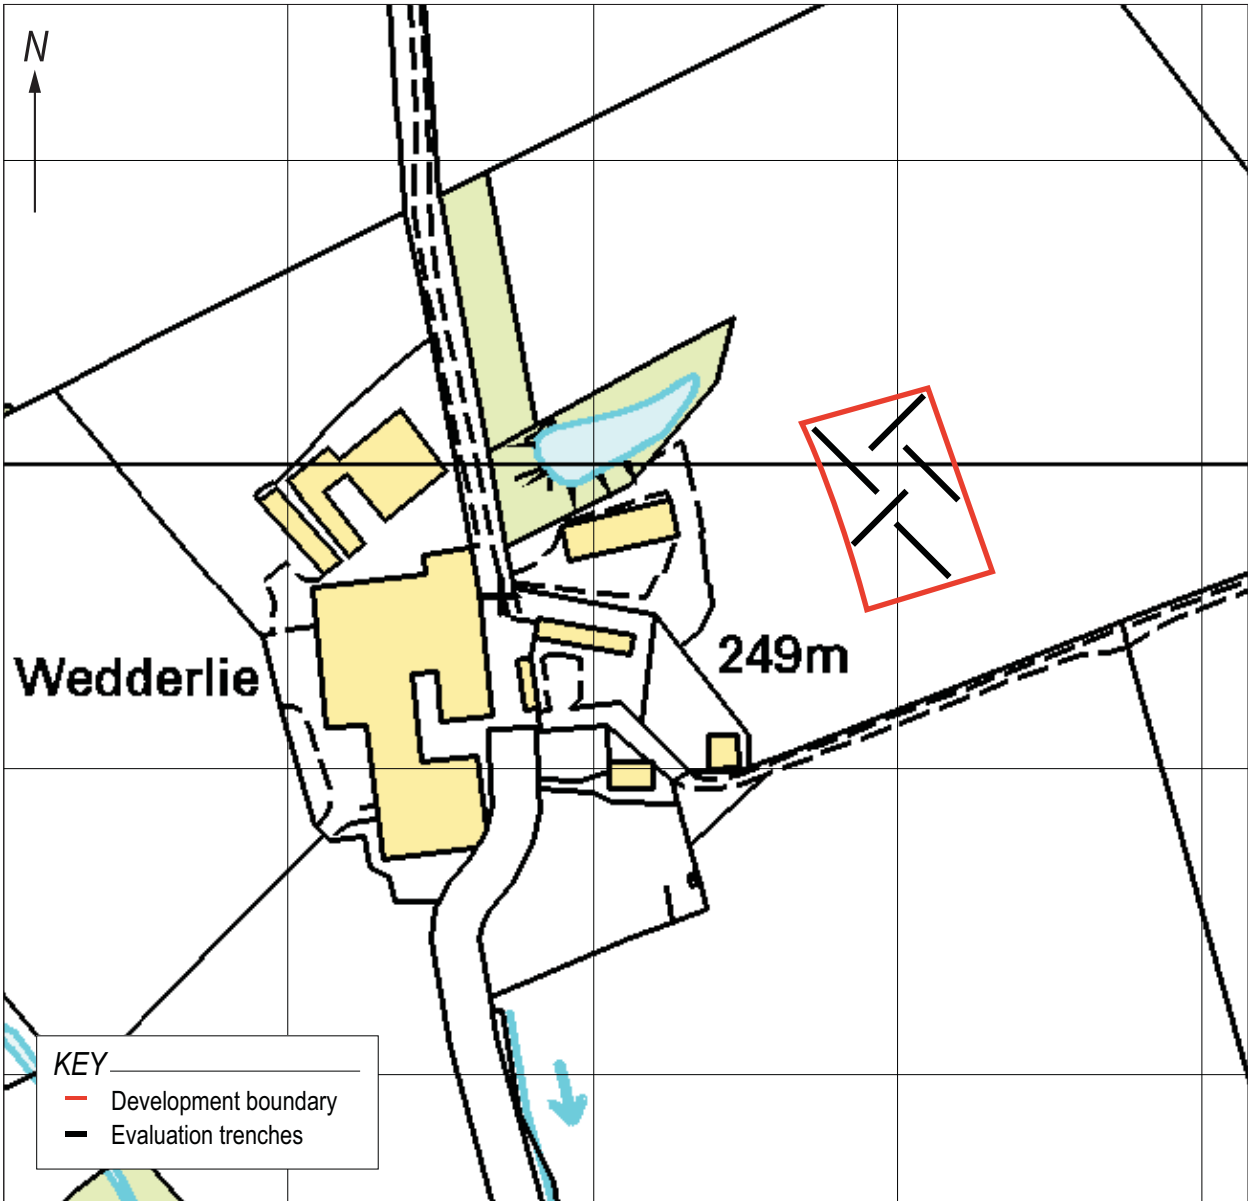 N
Wedderlie
249m
KEY
Development boundary
Evaluation trenches